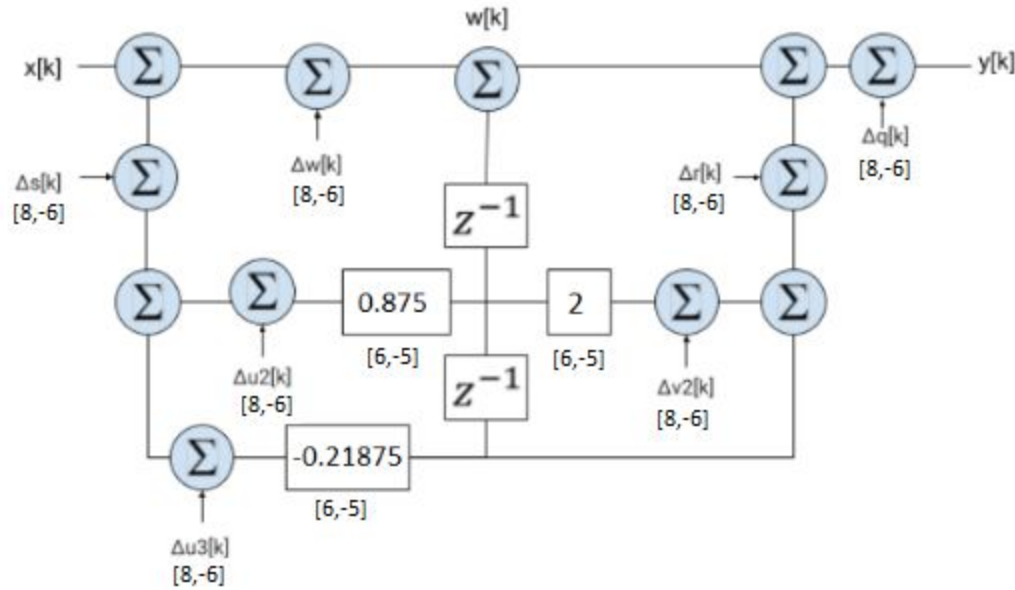 w[k]
x[k] Σ Σ Σ Σ Σ y[k]
Δw[k]
[8,-6]
Δq[k]
[8,-6]
Δs[k] Σ
[8,-6]
Δr[k] Σ
[8,-6]
z⁻¹
Σ Σ 0.875 2 Σ Σ
[6,-5] [6,-5]
Δu2[k]
[8,-6]
z⁻¹
Δv2[k]
[8,-6]
Σ -0.21875
[6,-5]
Δu3[k]
[8,-6]